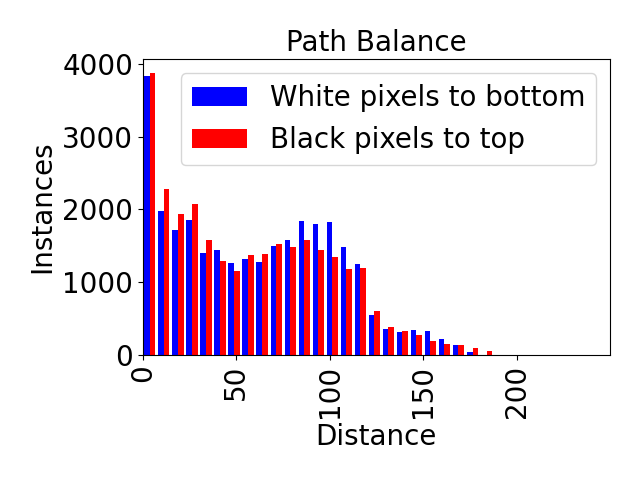 Path Balance
4000
3000
2000
1000
0
Instances
White pixels to bottom
Black pixels to top
0
50
100
150
200
Distance